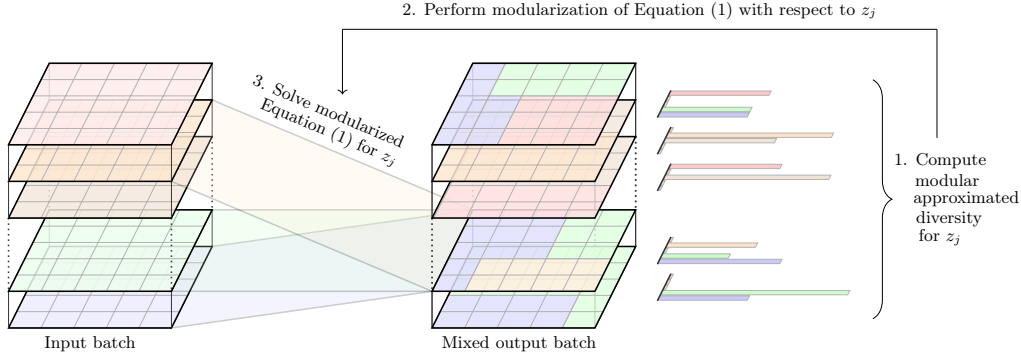 2. Perform modularization of Equation (1) with respect to z_j
3. Solve modularized
Equation (1) for z_j
1. Compute
modular
approximated
diversity
for z_j
Input batch
Mixed output batch